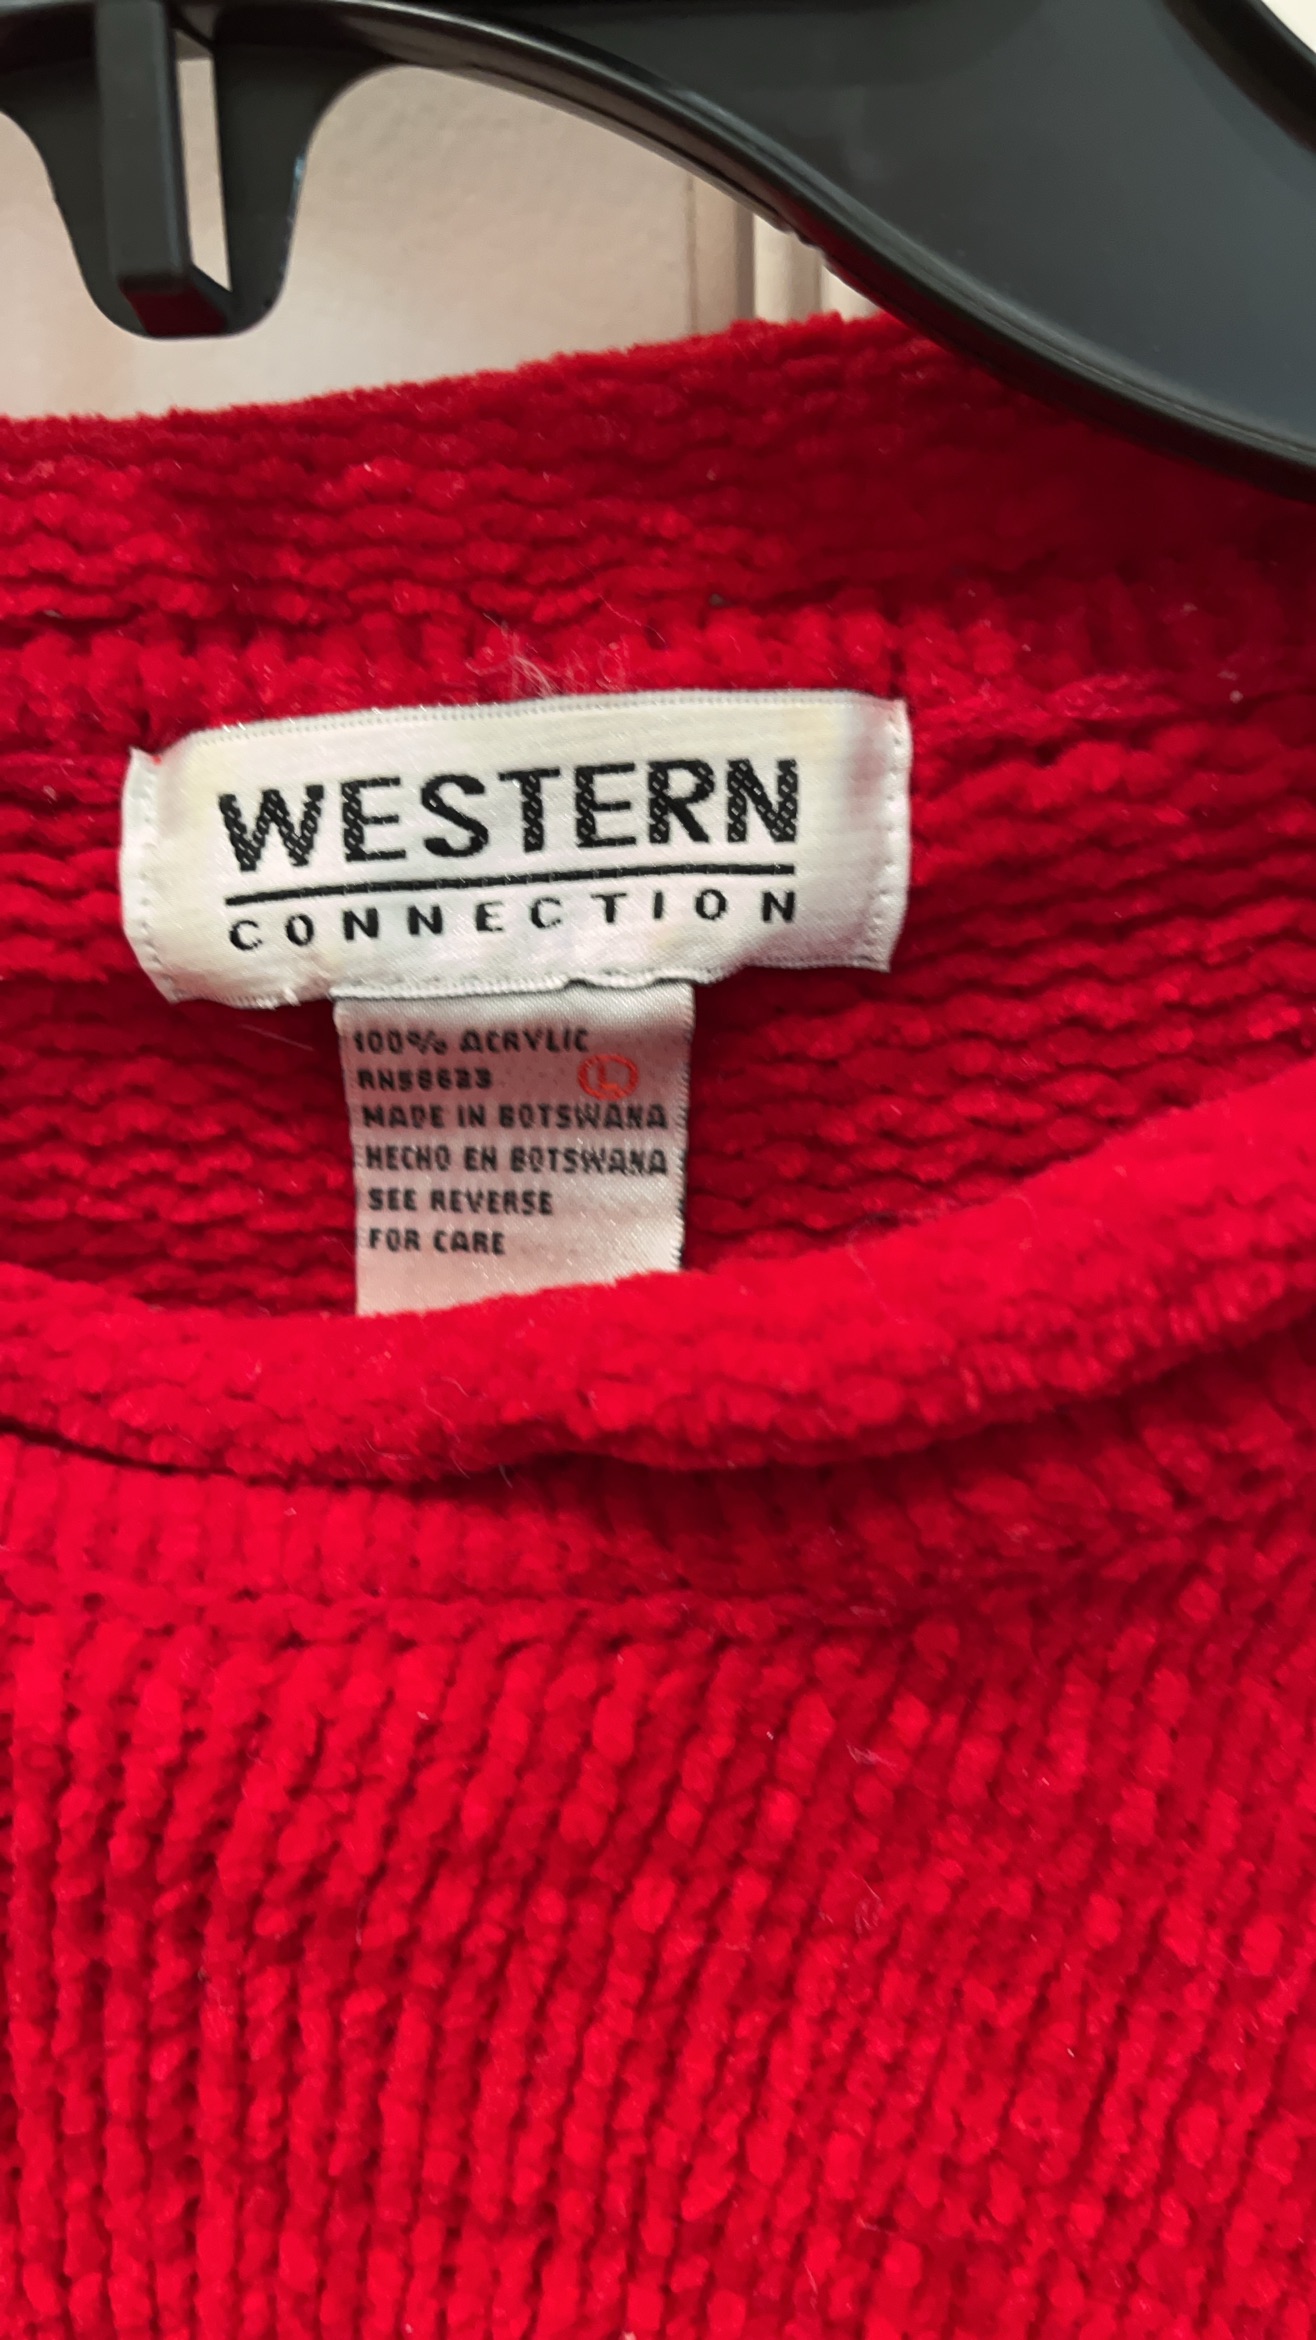 WESTERN
CONNECTION
100% ACRYLIC
RN58623 L
MADE IN BOTSWANA
HECHO EN BOTSWANA
SEE REVERSE
FOR CARE